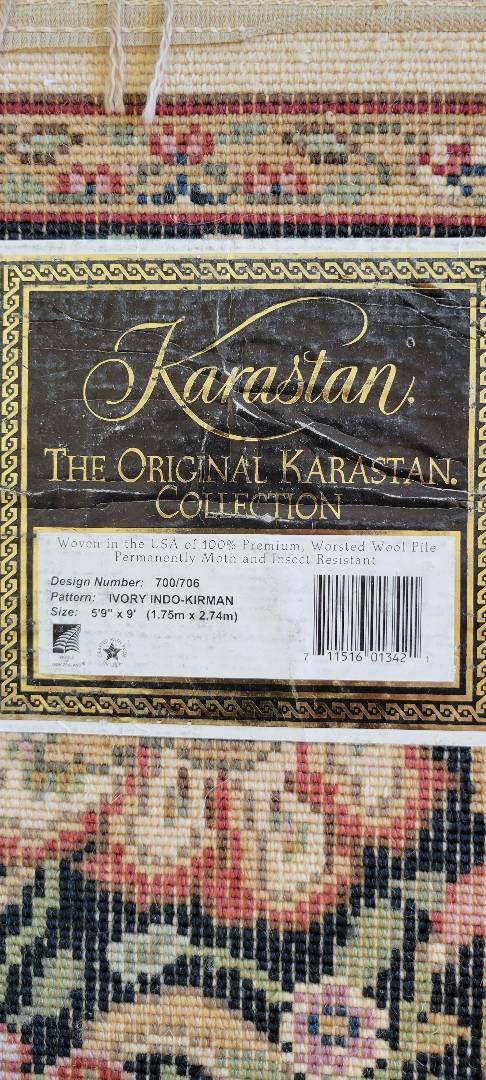 Karastan.
THE ORIGINAL KARASTAN.
COLLECTION
Woven in the USA of 100% Premium, Worsted Wool Pile
Permanently Moth and Insect Resistant
Design Number: 700/706
Pattern: IVORY INDO-KIRMAN
Size: 5'9" x 9' (1.75m x 2.74m)
7 11516 01342 1